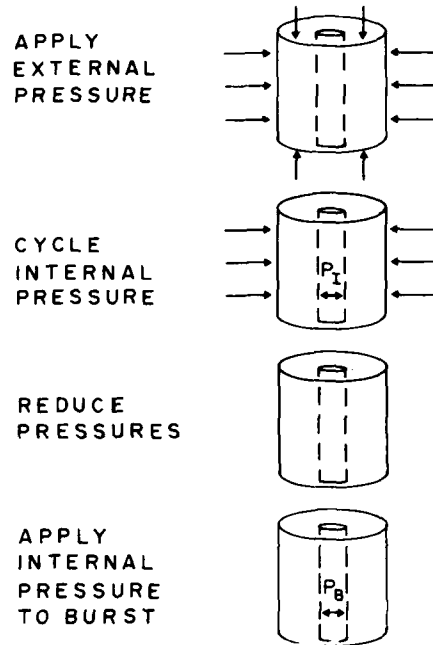 APPLY
EXTERNAL
PRESSURE
CYCLE
INTERNAL
PRESSURE
P_I
REDUCE
PRESSURES
APPLY
INTERNAL
PRESSURE
TO BURST
P_B